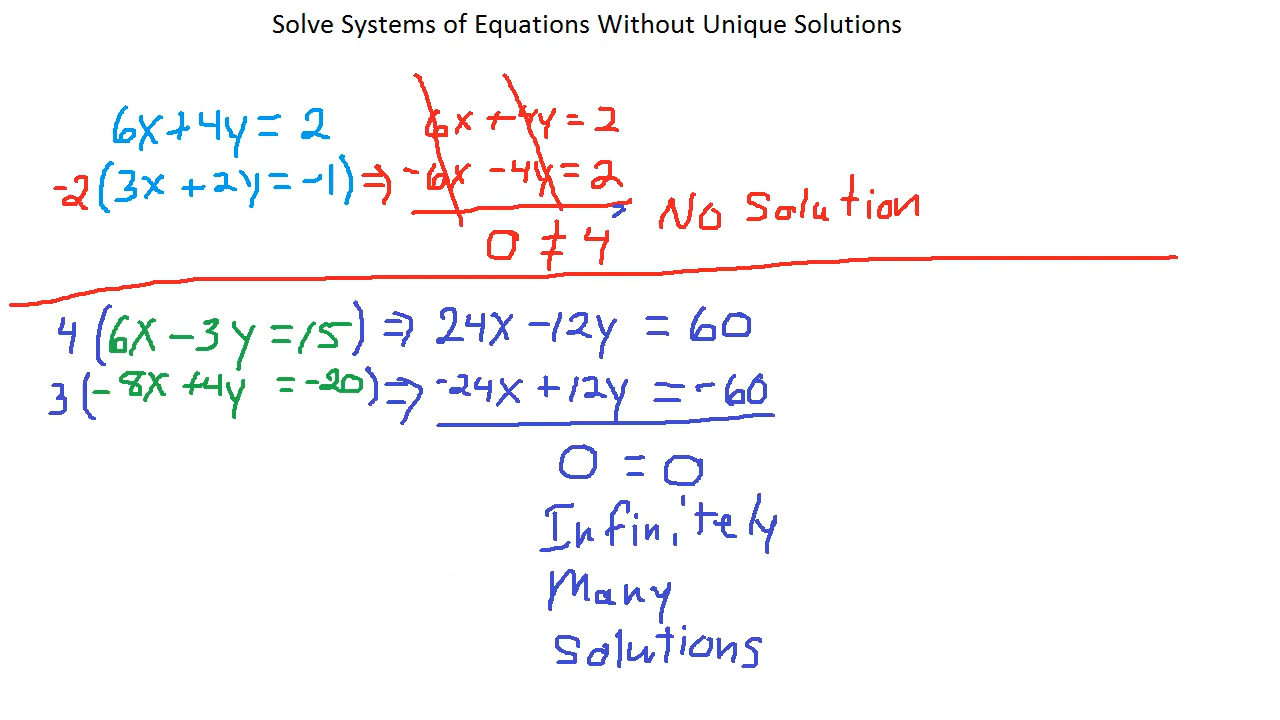 Solve Systems of Equations Without Unique Solutions
6x+4y=2 6x+4y=2
-2(3x+2y=-1)⇒ -6x-4y=2
0≠4 No Solution
4(6x-3y=15)⇒ 24x-12y=60
3(-8x+4y=-20)⇒ -24x+12y=-60
0=0
Infinitely
Many
Solutions